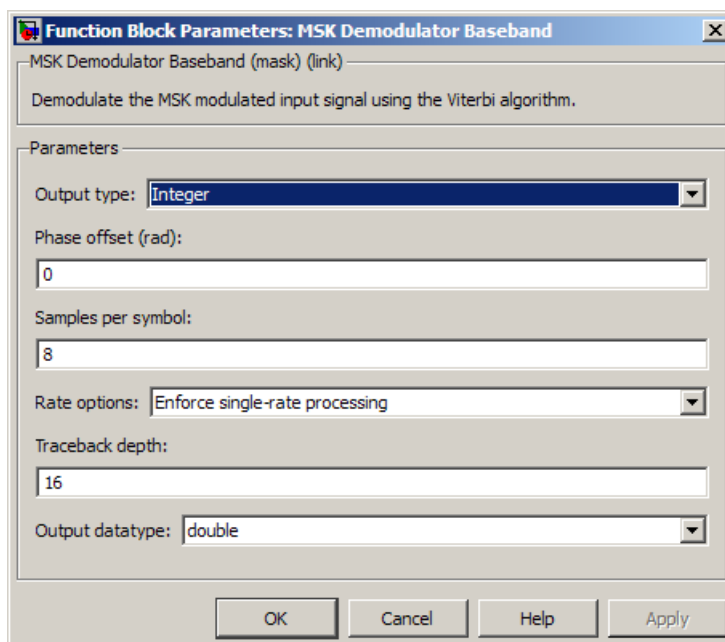 Function Block Parameters: MSK Demodulator Baseband
MSK Demodulator Baseband (mask) (link)
Demodulate the MSK modulated input signal using the Viterbi algorithm.
Parameters
Output type: Integer
Phase offset (rad):
0
Samples per symbol:
8
Rate options: Enforce single-rate processing
Traceback depth:
16
Output datatype: double
OK Cancel Help Apply